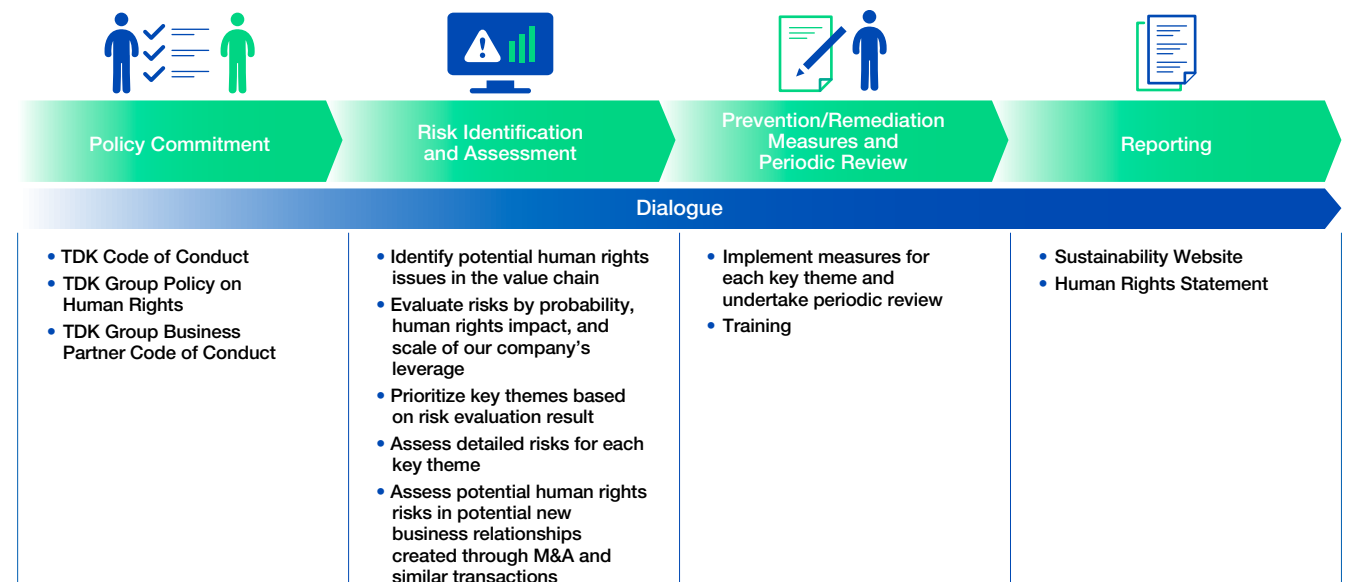 Policy Commitment
Risk Identification
and Assessment
Prevention/Remediation
Measures and
Periodic Review
Reporting
Dialogue
• TDK Code of Conduct
• TDK Group Policy on
Human Rights
• TDK Group Business
Partner Code of Conduct
• Identify potential human rights
issues in the value chain
• Evaluate risks by probability,
human rights impact, and
scale of our company's
leverage
• Prioritize key themes based
on risk evaluation result
• Assess detailed risks for each
key theme
• Assess potential human rights
risks in potential new
business relationships
created through M&A and
similar transactions
• Implement measures for
each key theme and
undertake periodic review
• Training
• Sustainability Website
• Human Rights Statement